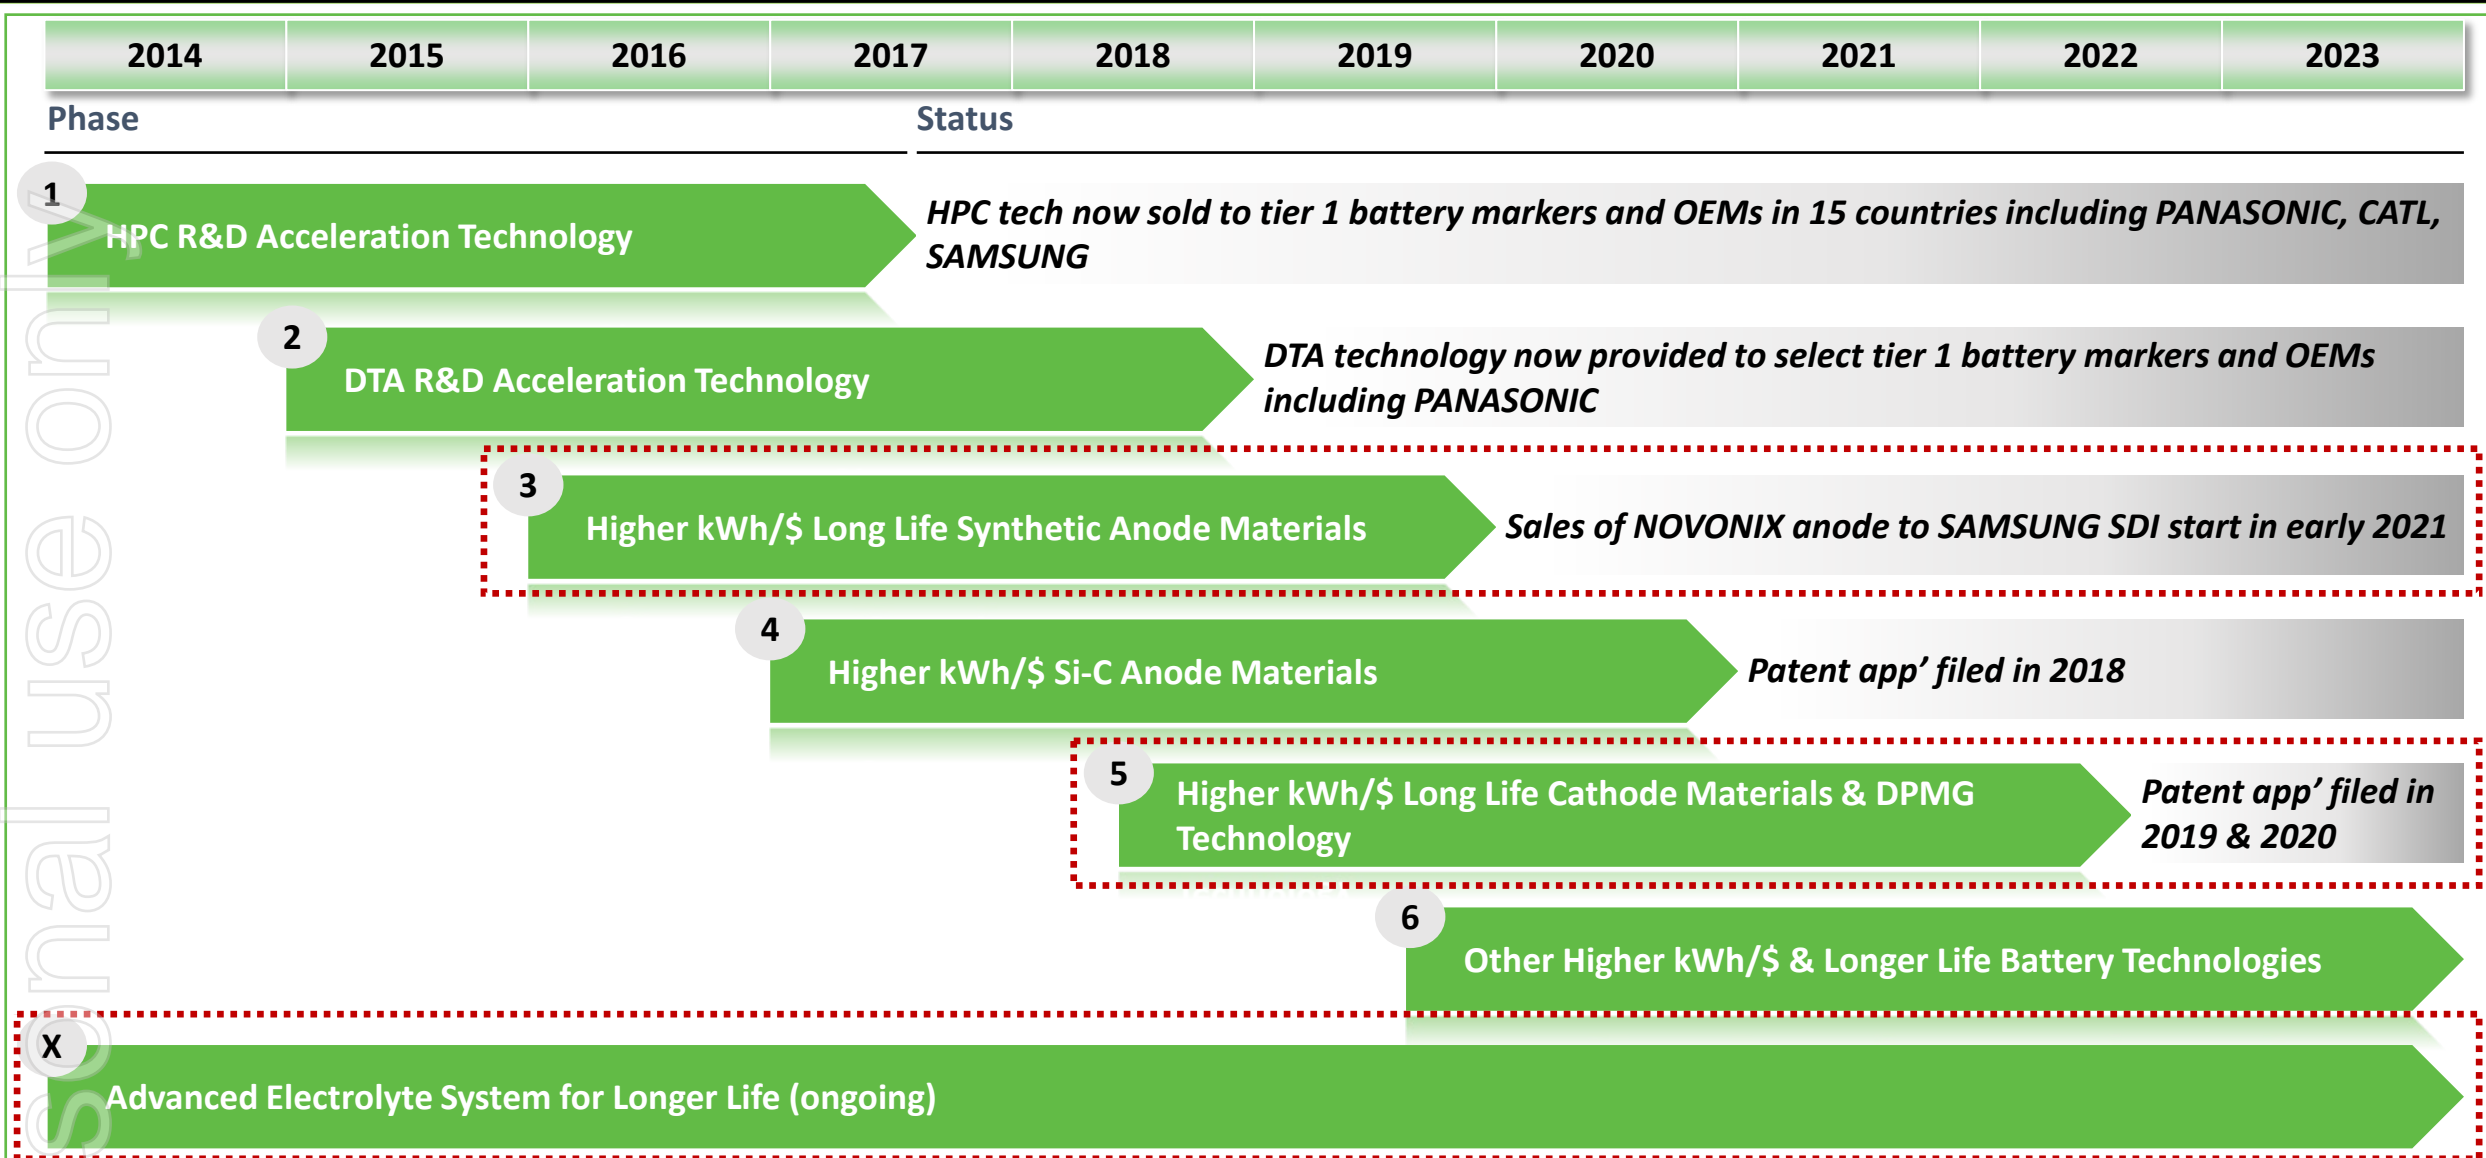 2014 2015 2016 2017 2018 2019 2020 2021 2022 2023
Phase Status
1
HPC R&D Acceleration Technology
HPC tech now sold to tier 1 battery markers and OEMs in 15 countries including PANASONIC, CATL,
SAMSUNG
2
DTA R&D Acceleration Technology
DTA technology now provided to select tier 1 battery markers and OEMs
including PANASONIC
3
Higher kWh/$ Long Life Synthetic Anode Materials
Sales of NOVONIX anode to SAMSUNG SDI start in early 2021
4
Higher kWh/$ Si-C Anode Materials
Patent app’ filed in 2018
5
Higher kWh/$ Long Life Cathode Materials & DPMG
Technology
Patent app’ filed in
2019 & 2020
6
Other Higher kWh/$ & Longer Life Battery Technologies
X
Advanced Electrolyte System for Longer Life (ongoing)
sonal use only